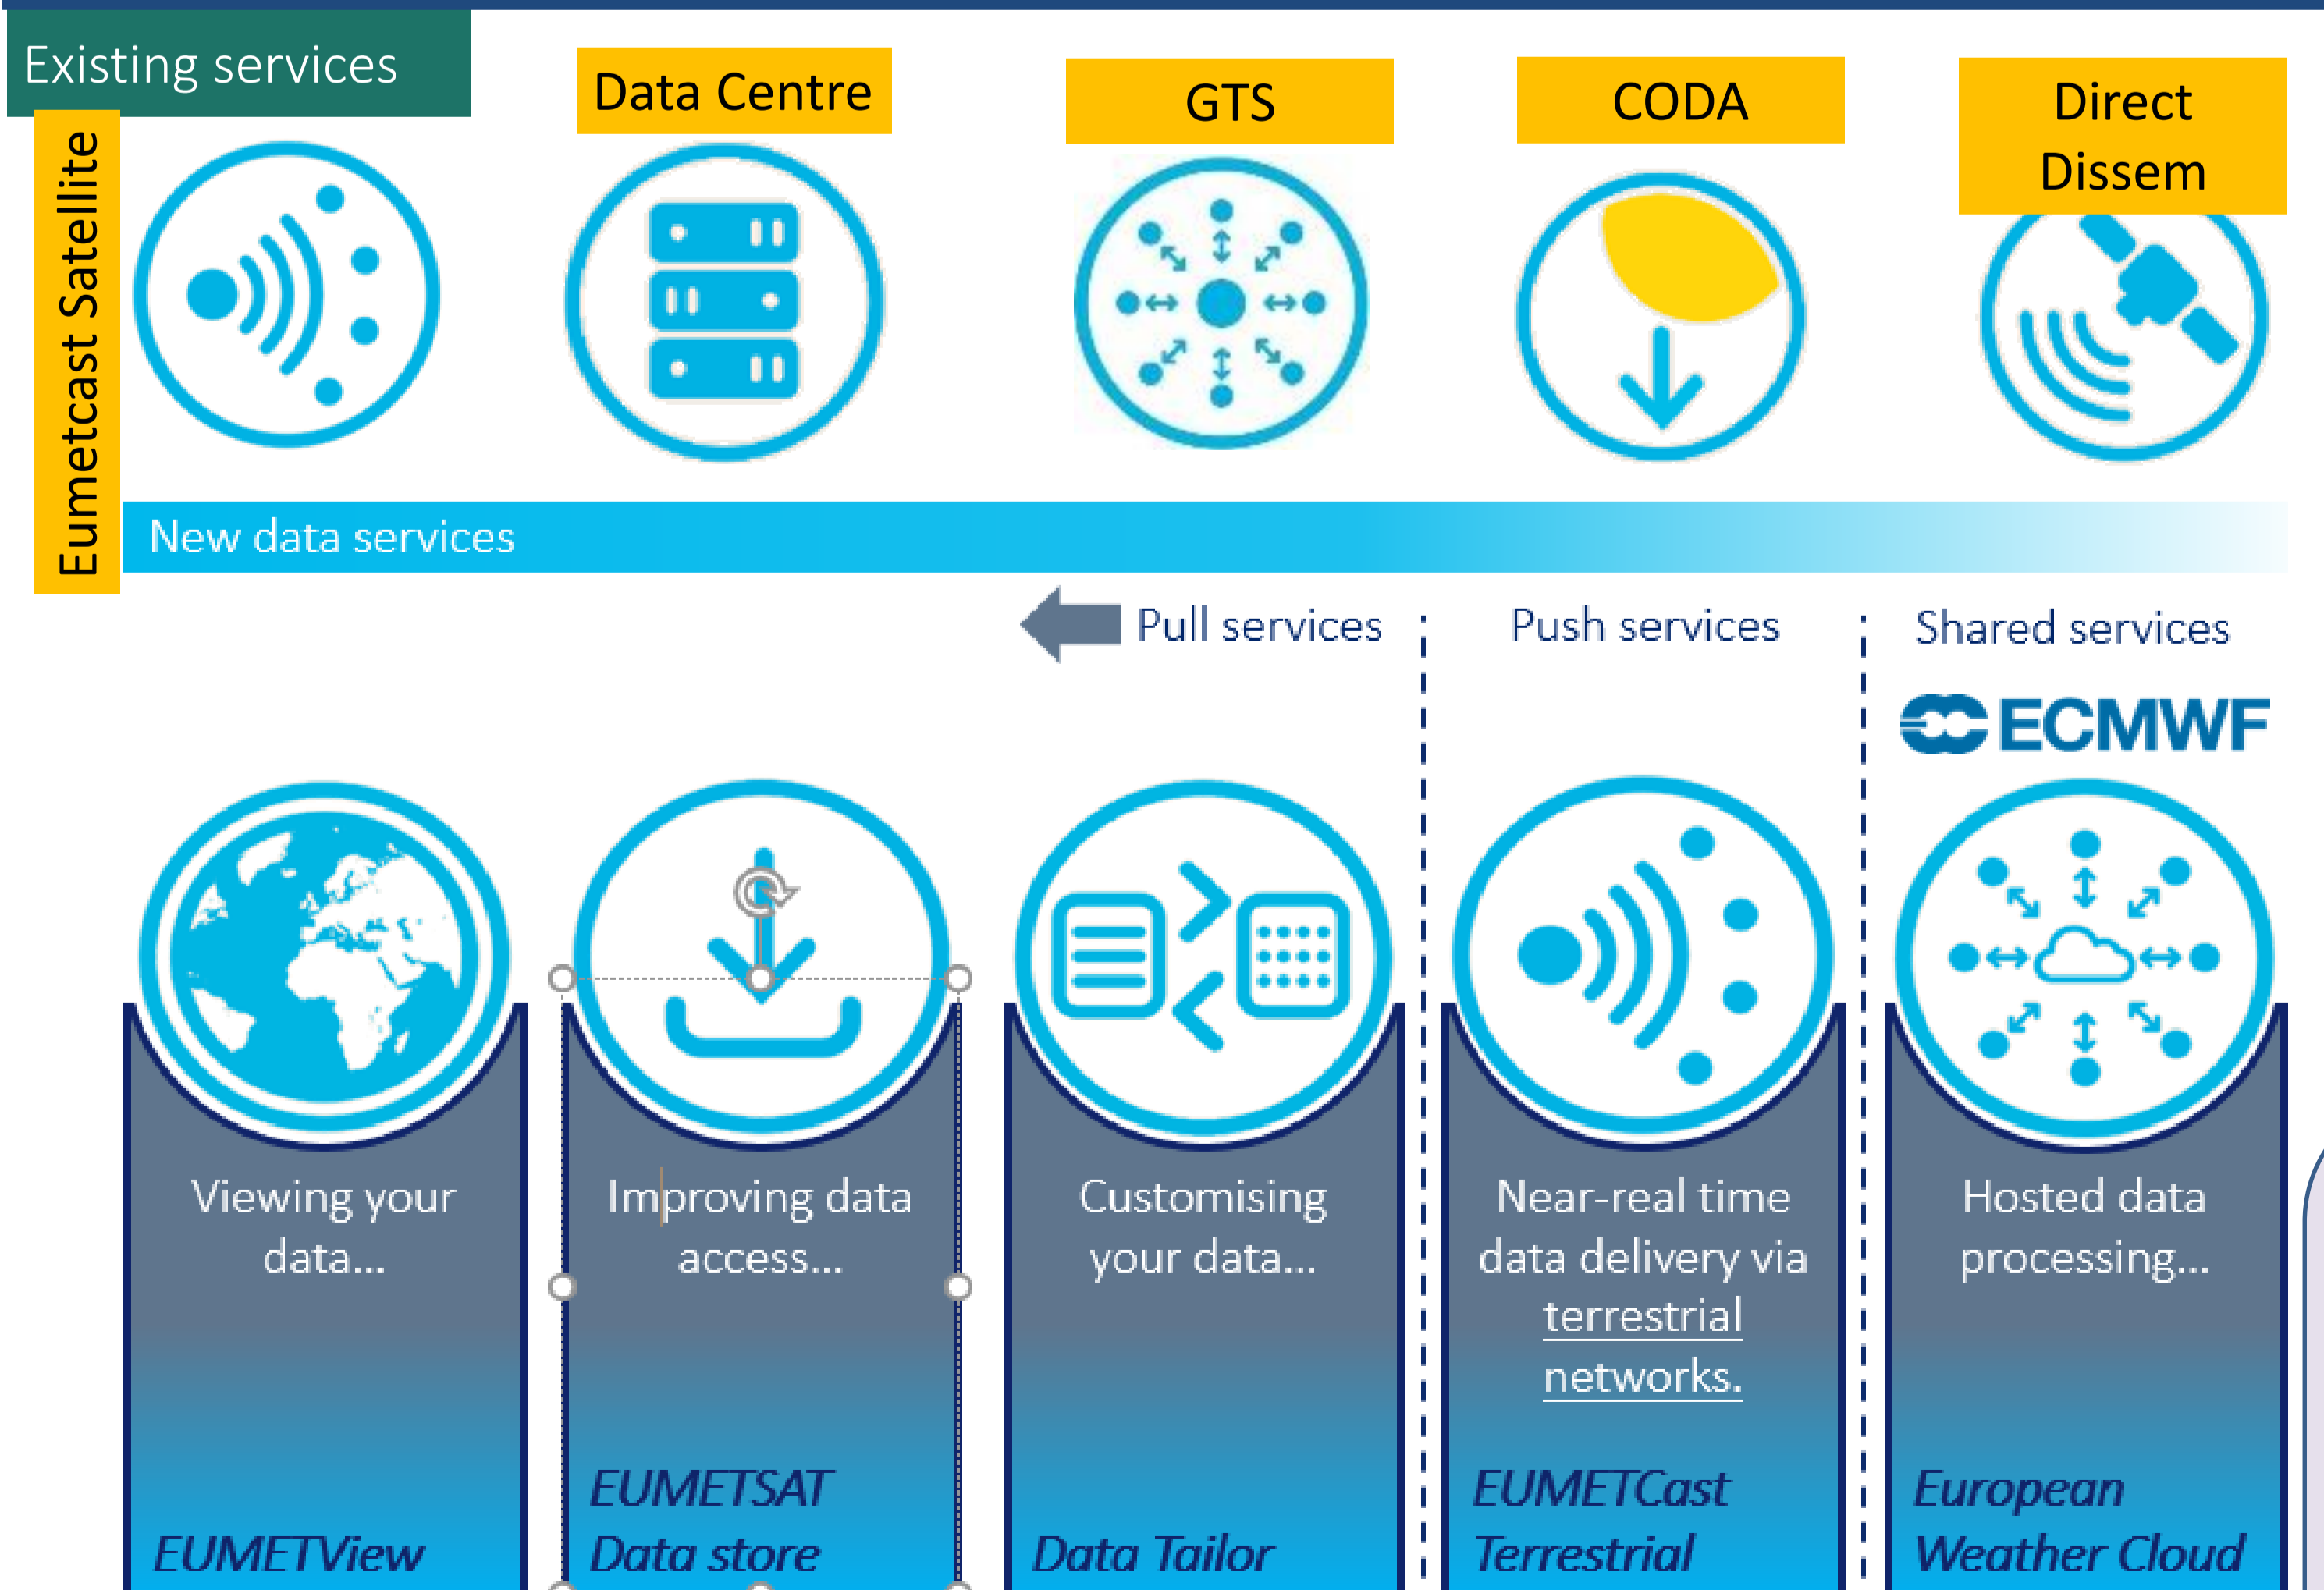 Existing services
Eumetcast Satellite
Data Centre
GTS
CODA
Direct
Dissem
New data services
Pull services
Push services
Shared services
ECMWF
Viewing your
data...
EUMETView
Improving data
access...
EUMETSAT
Data store
Customising
your data...
Data Tailor
Near-real time
data delivery via
terrestrial
networks.
EUMETCast
Terrestrial
Hosted data
processing...
European
Weather Cloud